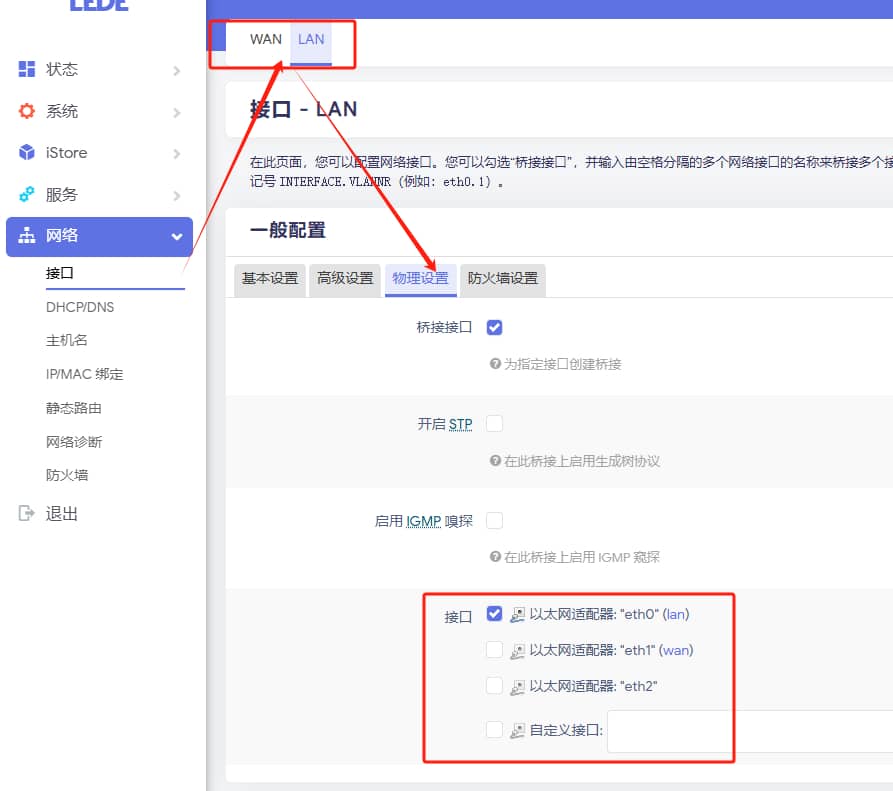 LEDE
状态
系统
iStore
服务
网络
接口
DHCP/DNS
主机名
IP/MAC 绑定
静态路由
网络诊断
防火墙
退出
WAN LAN
接口 - LAN
在此页面，您可以配置网络接口。您可以勾选“桥接接口”，并输入由空格分隔的多个网络接口的名称来桥接多个接
记号 INTERFACE.VLANNR（例如：eth0.1）。
一般配置
基本设置 高级设置 物理设置 防火墙设置
桥接接口
为指定接口创建桥接
开启 STP
在此桥接上启用生成树协议
启用 IGMP 嗅探
在此桥接上启用 IGMP 窥探
接口 以太网适配器: "eth0" (lan)
以太网适配器: "eth1" (wan)
以太网适配器: "eth2"
自定义接口: